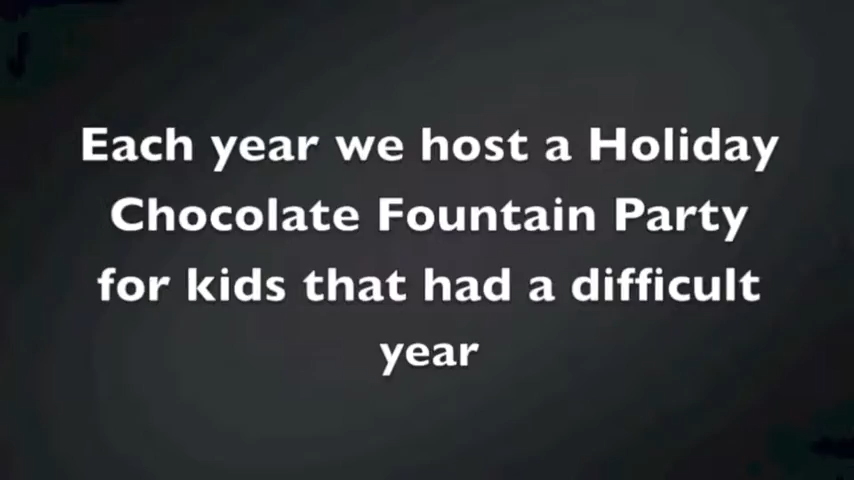 Each year we host a Holiday
Chocolate Fountain Party
for kids that had a difficult
year